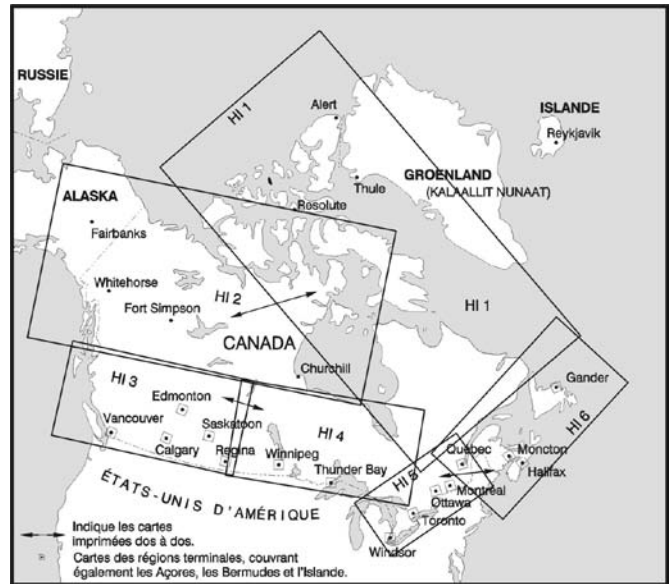 RUSSIE
HI 1
Alert
ISLANDE
Reykjavik
Thule
GROENLAND
(KALAALLIT NUNAAT)
ALASKA
Resolute
Fairbanks
Whitehorse
HI 2
HI 1
Fort Simpson
CANADA
Churchill
HI 3
Edmonton
Gander
Vancouver
Saskatoon
HI 4
HI 6
Calgary
Regina
Winnipeg
Québec
Moncton
Thunder Bay
HI 5
Halifax
Montréal
Ottawa
ÉTATS-UNIS D'AMÉRIQUE
Toronto
Windsor
Indique les cartes
imprimées dos à dos.
Cartes des régions terminales, couvrant
également les Açores, les Bermudes et l'Islande.